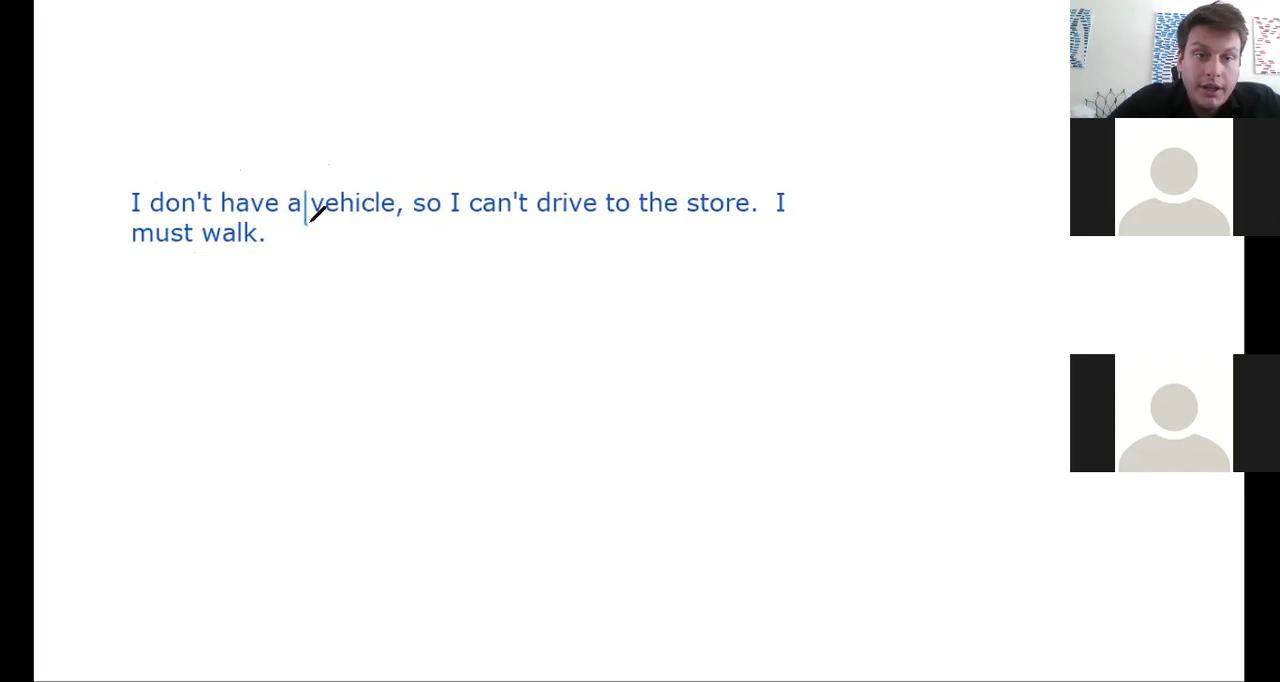 I don't have a vehicle, so I can't drive to the store.  I
must walk.